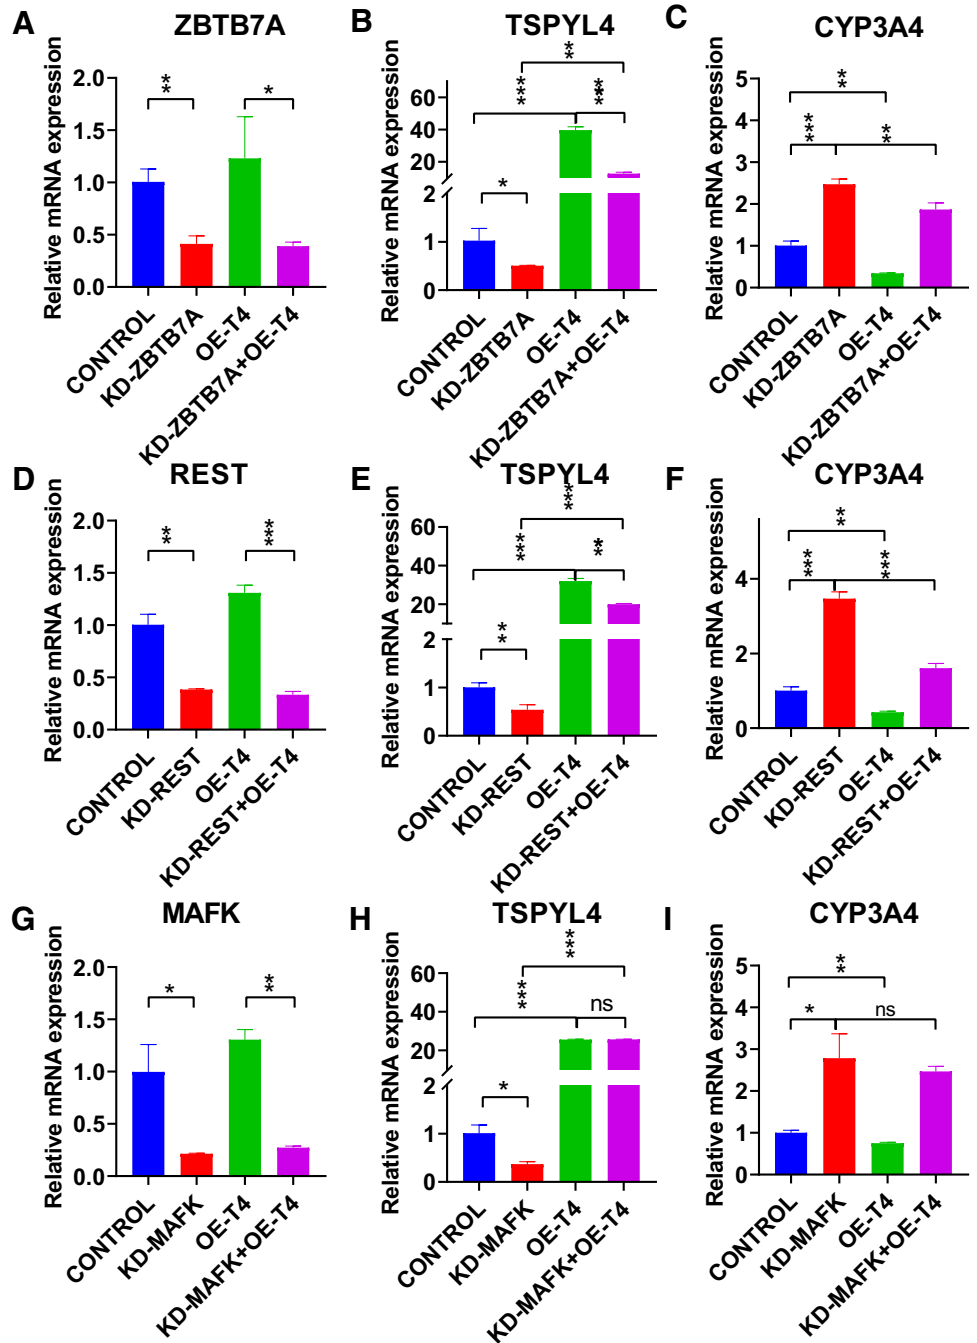 A
ZBTB7A
Relative mRNA expression
2.0
1.5
1.0
0.5
0.0
**
*
CONTROL
KD-ZBTB7A
OE-T4
KD-ZBTB7A+OE-T4
B
TSPYL4
Relative mRNA expression
60
40
20
2
1
0
**
***
***
*
CONTROL
KD-ZBTB7A
OE-T4
KD-ZBTB7A+OE-T4
C
CYP3A4
Relative mRNA expression
5
4
3
2
1
0
**
***
**
CONTROL
KD-ZBTB7A
OE-T4
KD-ZBTB7A+OE-T4
D
REST
Relative mRNA expression
2.0
1.5
1.0
0.5
0.0
**
***
CONTROL
KD-REST
OE-T4
KD-REST+OE-T4
E
TSPYL4
Relative mRNA expression
60
40
20
2
1
0
***
***
**
**
CONTROL
KD-REST
OE-T4
KD-REST+OE-T4
F
CYP3A4
Relative mRNA expression
4
2
0
**
***
***
CONTROL
KD-REST
OE-T4
KD-REST+OE-T4
G
MAFK
Relative mRNA expression
2.0
1.5
1.0
0.5
0.0
*
**
CONTROL
KD-MAFK
OE-T4
KD-MAFK+OE-T4
H
TSPYL4
Relative mRNA expression
60
40
20
2
1
0
***
***
ns
*
CONTROL
KD-MAFK
OE-T4
KD-MAFK+OE-T4
I
CYP3A4
Relative mRNA expression
5
4
3
2
1
0
**
*
ns
CONTROL
KD-MAFK
OE-T4
KD-MAFK+OE-T4